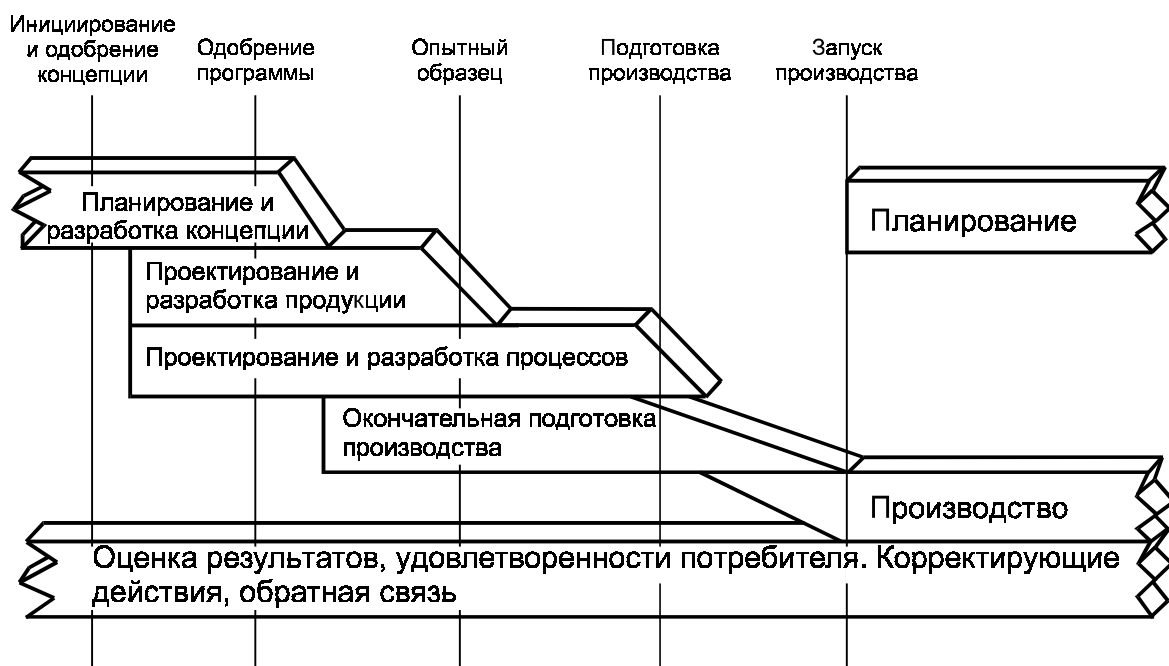 Инициирование
и одобрение
концепции
Одобрение
программы
Опытный
образец
Подготовка
производства
Запуск
производства
Планирование и
разработка концепции
Планирование
Проектирование и
разработка продукции
Проектирование и разработка процессов
Окончательная подготовка
производства
Производство
Оценка результатов, удовлетворенности потребителя. Корректирующие
действия, обратная связь